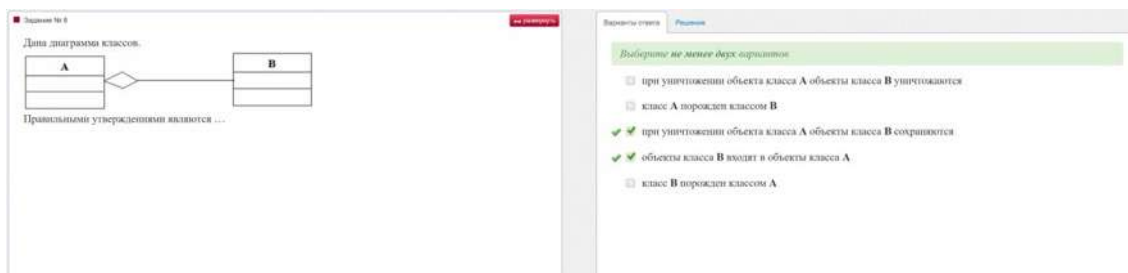 Задание № 8
развернуть
Дана диаграмма классов.
A
B
Правильными утверждениями являются …
Варианты ответа
Решение
Выберите не менее двух вариантов
при уничтожении объекта класса A объекты класса B уничтожаются
класс A порожден классом B
при уничтожении объекта класса A объекты класса B сохраняются
объекты класса B входят в объекты класса A
класс B порожден классом A